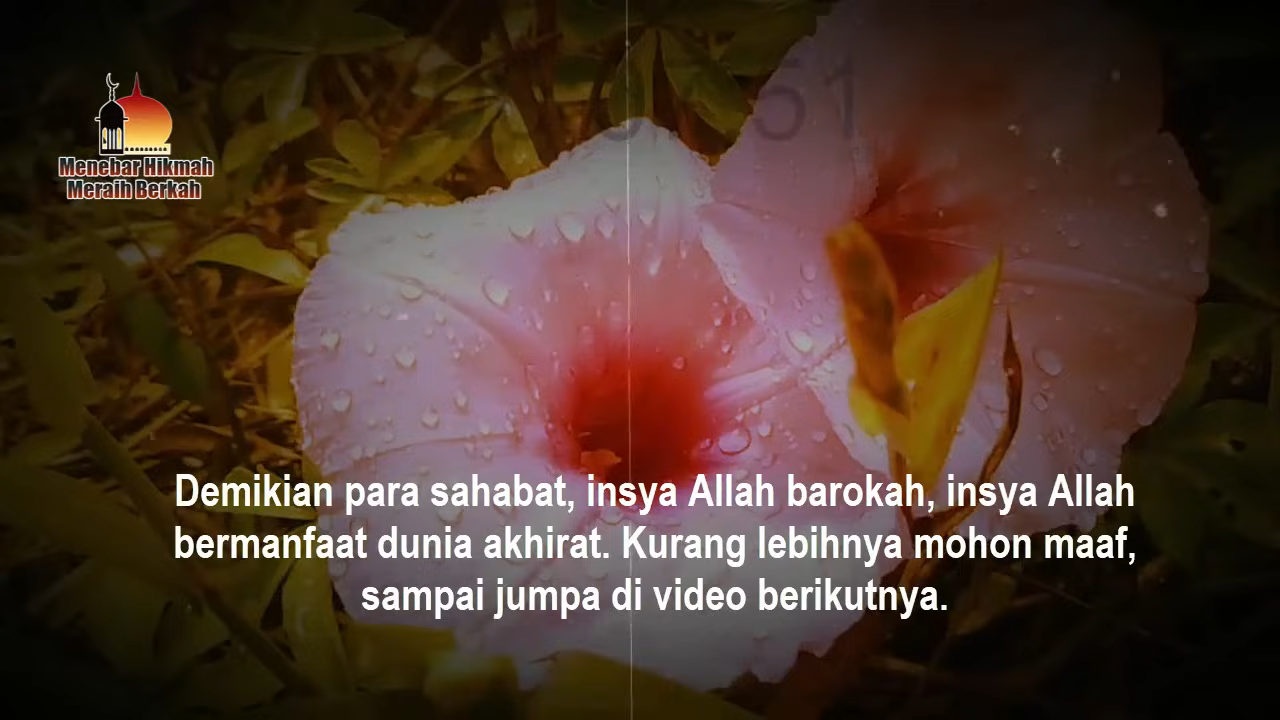 Menebar Hikmah
Meraih Berkah
51
Demikian para sahabat, insya Allah barokah, insya Allah
bermanfaat dunia akhirat. Kurang lebihnya mohon maaf,
sampai jumpa di video berikutnya.